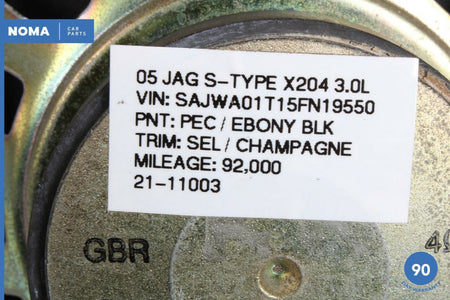 NOMA
CAR
PARTS
05 JAG S-TYPE X204 3.0L
VIN: SAJWA01T15FN19550
PNT: PEC / EBONY BLK
TRIM: SEL / CHAMPAGNE
MILEAGE: 92,000
21-11003
GBR
90